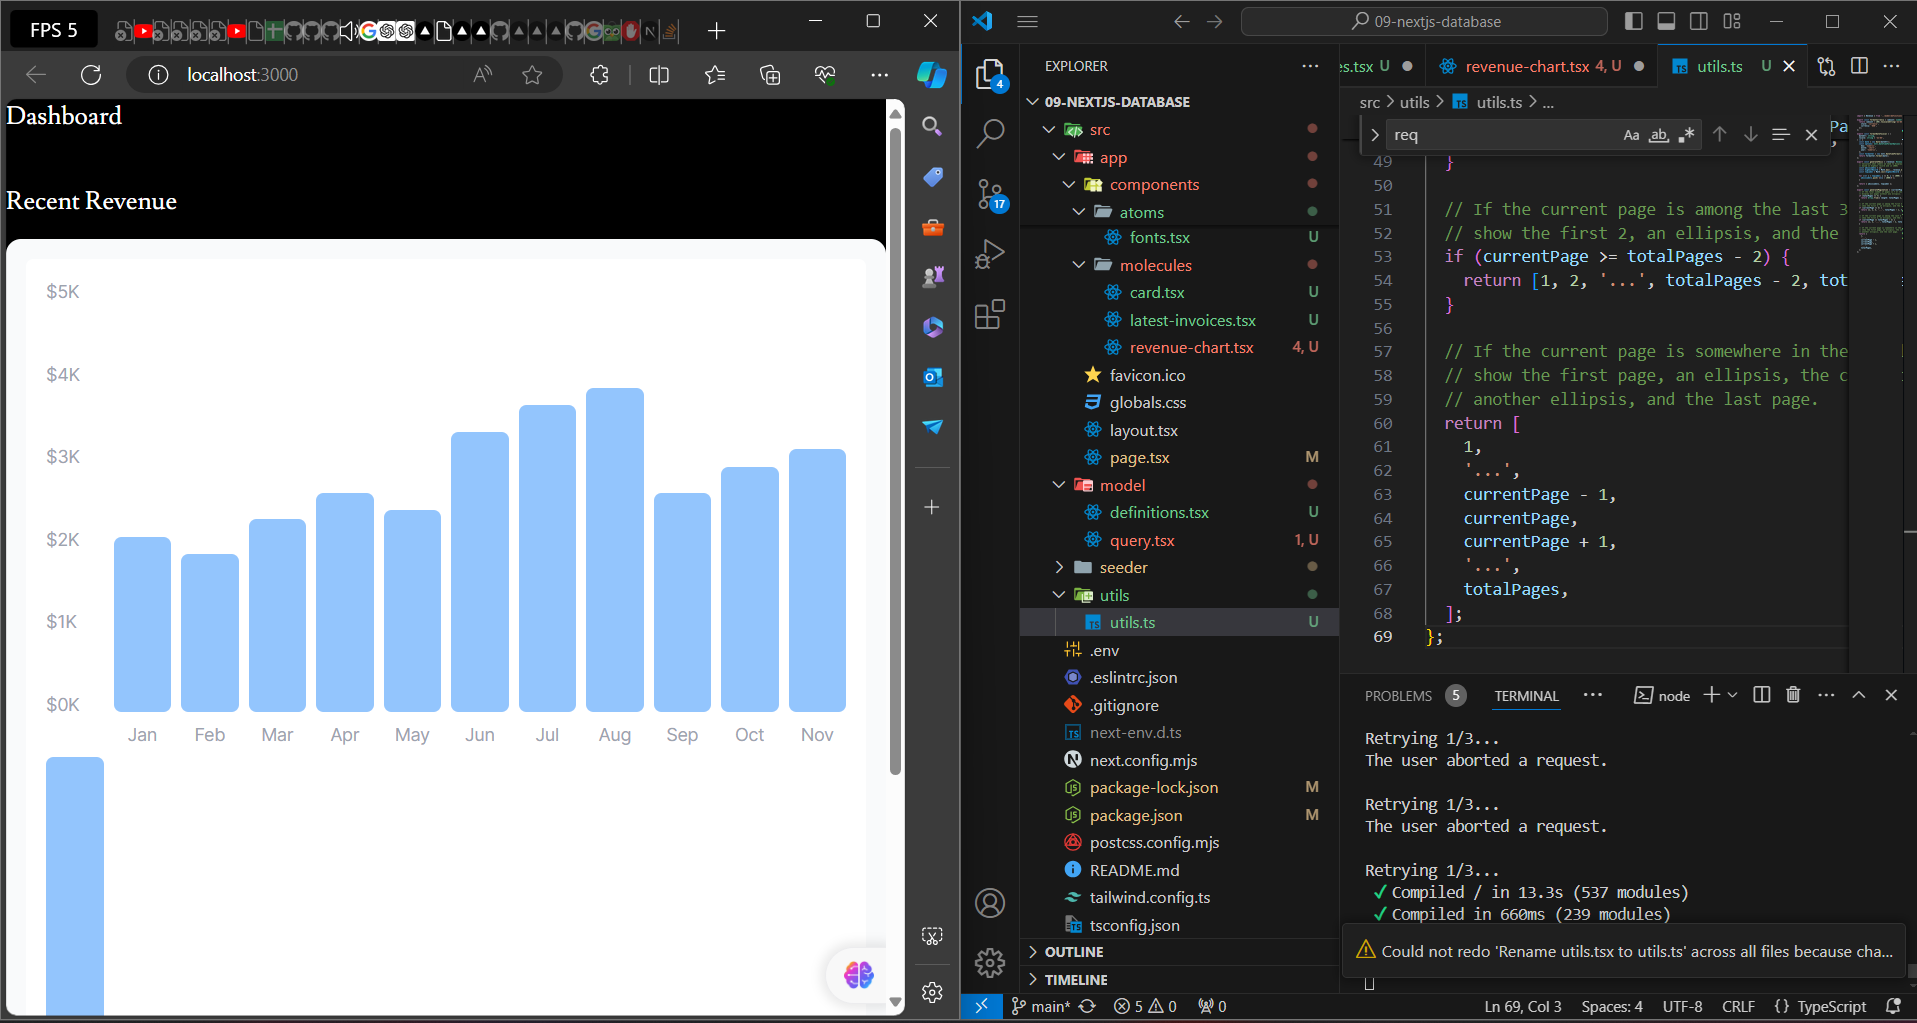 FPS 5
localhost:3000
Dashboard
Recent Revenue
$5K
$4K
$3K
$2K
$1K
$0K
Jan Feb Mar Apr May Jun Jul Aug Sep Oct Nov
09-nextjs-database
EXPLORER
09-NEXTJS-DATABASE
src
app
components
atoms
fonts.tsx U
molecules
card.tsx U
latest-invoices.tsx U
revenue-chart.tsx 4, U
favicon.ico
globals.css
layout.tsx
page.tsx M
model
definitions.tsx U
query.tsx 1, U
seeder
utils
utils.ts U
.env
.eslintrc.json
.gitignore
next-env.d.ts
next.config.mjs
package-lock.json M
package.json M
postcss.config.mjs
README.md
tailwind.config.ts
tsconfig.json
OUTLINE
TIMELINE
4
17
es.tsx U revenue-chart.tsx 4, U utils.ts U
src > utils > utils.ts > ...
req
Aa ab
Pa
49 }
50
51 // If the current page is among the last 3
52 // show the first 2, an ellipsis, and the
53 if (currentPage >= totalPages - 2) {
54 return [1, 2, '...', totalPages - 2, tot
55 }
56
57 // If the current page is somewhere in the
58 // show the first page, an ellipsis, the c
59 // another ellipsis, and the last page.
60 return [
61 1,
62 '...',
63 currentPage - 1,
64 currentPage,
65 currentPage + 1,
66 '...',
67 totalPages,
68 ];
69 };
PROBLEMS 5 TERMINAL node
Retrying 1/3...
The user aborted a request.
Retrying 1/3...
The user aborted a request.
Retrying 1/3...
✓ Compiled / in 13.3s (537 modules)
✓ Compiled in 660ms (239 modules)
Could not redo 'Rename utils.tsx to utils.ts' across all files because cha...
main* 5 0 0 Ln 69, Col 3 Spaces: 4 UTF-8 CRLF {} TypeScript